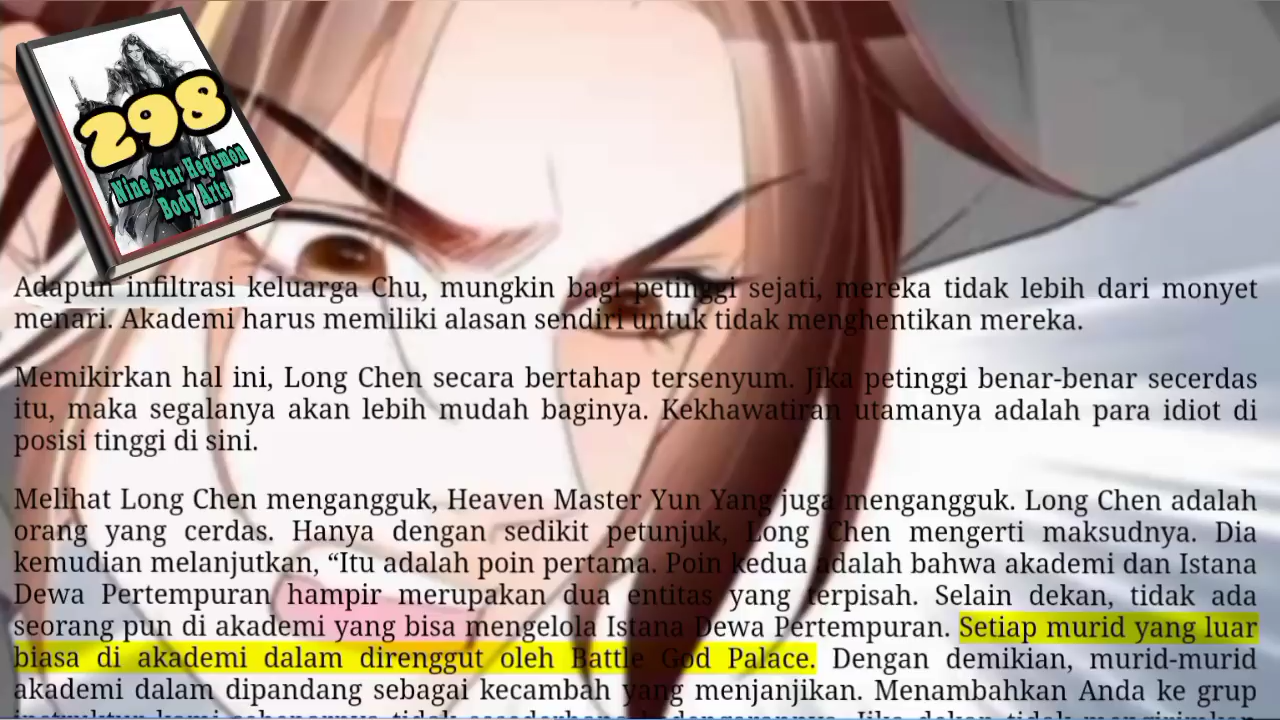 298
Nine Star Hegemon
Body Arts
Adapun infiltrasi keluarga Chu, mungkin bagi petinggi sejati, mereka tidak lebih dari monyet
menari. Akademi harus memiliki alasan sendiri untuk tidak menghentikan mereka.
Memikirkan hal ini, Long Chen secara bertahap tersenyum. Jika petinggi benar-benar secerdas
itu, maka segalanya akan lebih mudah baginya. Kekhawatiran utamanya adalah para idiot di
posisi tinggi di sini.
Melihat Long Chen mengangguk, Heaven Master Yun Yang juga mengangguk. Long Chen adalah
orang yang cerdas. Hanya dengan sedikit petunjuk, Long Chen mengerti maksudnya. Dia
kemudian melanjutkan, “Itu adalah poin pertama. Poin kedua adalah bahwa akademi dan Istana
Dewa Pertempuran hampir merupakan dua entitas yang terpisah. Selain dekan, tidak ada
seorang pun di akademi yang bisa mengelola Istana Dewa Pertempuran. Setiap murid yang luar
biasa di akademi dalam direnggut oleh Battle God Palace. Dengan demikian, murid-murid
akademi dalam dipandang sebagai kecambah yang menjanjikan. Menambahkan Anda ke grup